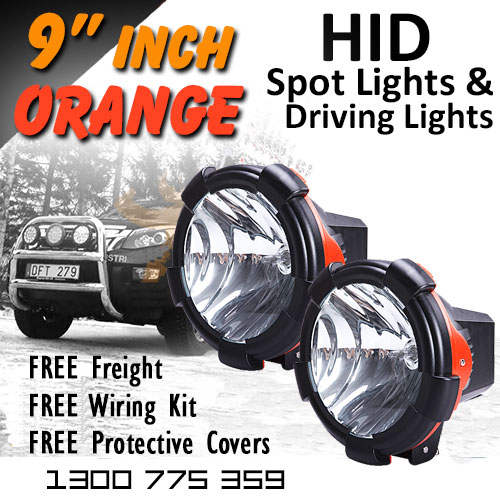 9" INCH
ORANGE
HID
Spot Lights &
Driving Lights
DFT 279
FREE Freight
FREE Wiring Kit
FREE Protective Covers
1300 775 359